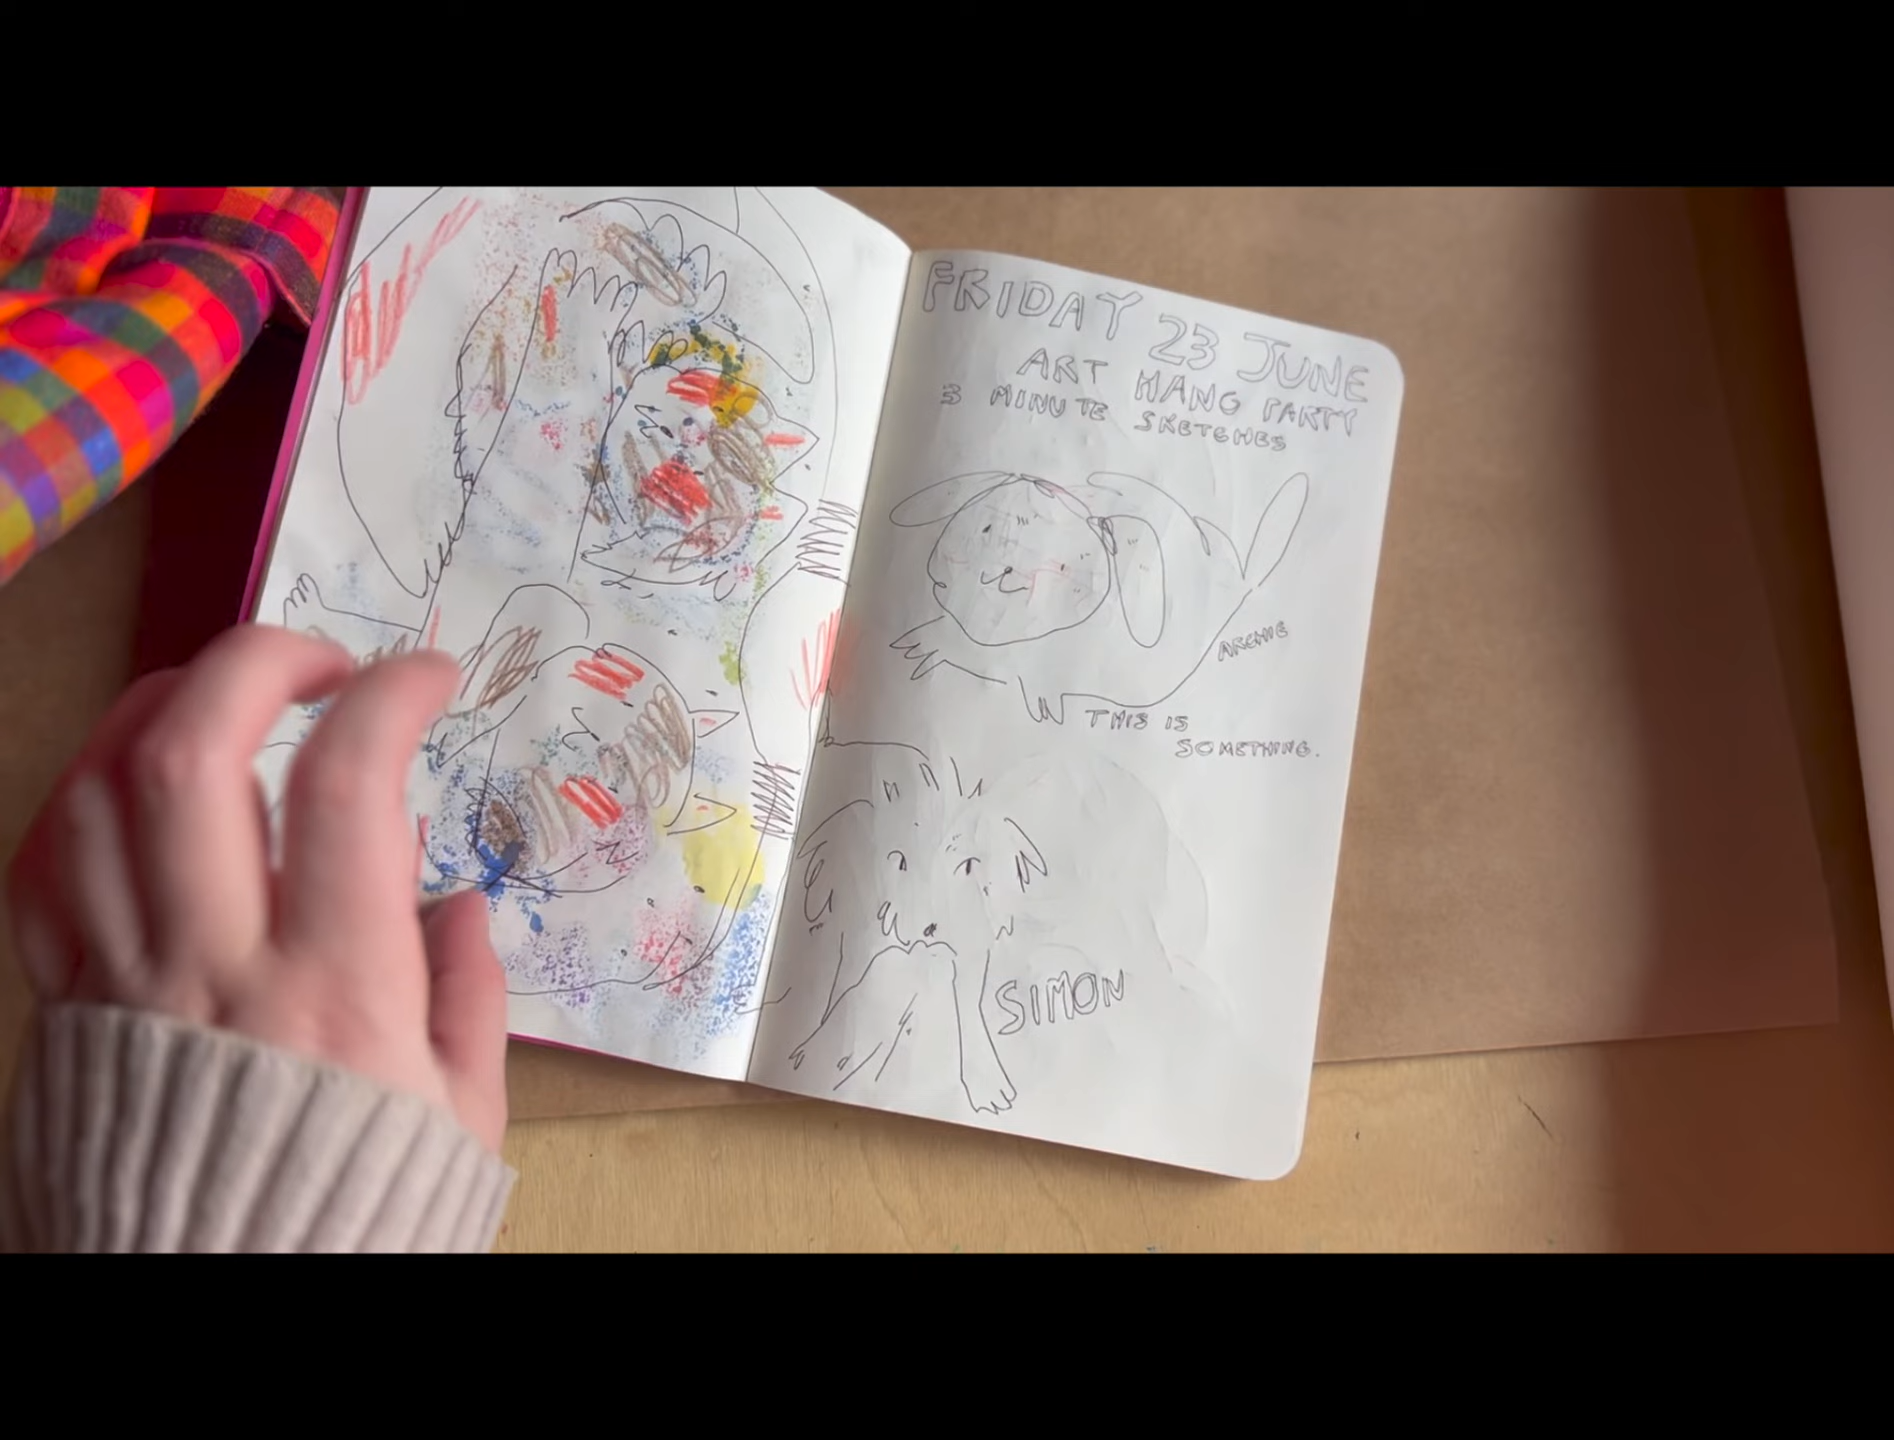 FRIDAY 23 JUNE
ART HANG PARTY
3 MINUTE SKETCHES
ARCHIE
THIS IS
SOMETHING.
SIMON